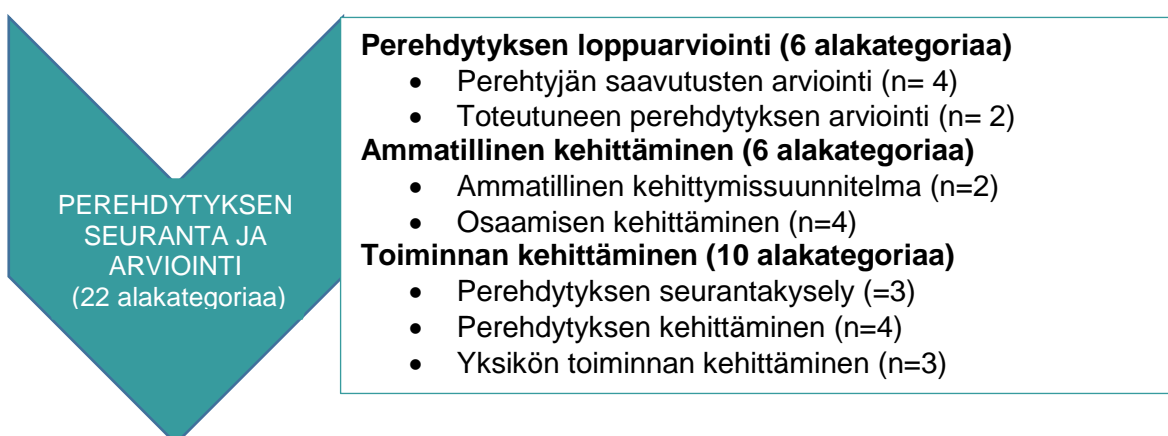 PEREHDYTYKSEN
SEURANTA JA
ARVIOINTI
(22 alakategoriaa)
Perehdytyksen loppuarviointi (6 alakategoriaa)
• Perehtyjän saavutusten arviointi (n= 4)
• Toteutuneen perehdytyksen arviointi (n= 2)
Ammatillinen kehittäminen (6 alakategoriaa)
• Ammatillinen kehittymissuunnitelma (n=2)
• Osaamisen kehittäminen (n=4)
Toiminnan kehittäminen (10 alakategoriaa)
• Perehdytyksen seurantakysely (=3)
• Perehdytyksen kehittäminen (n=4)
• Yksikön toiminnan kehittäminen (n=3)